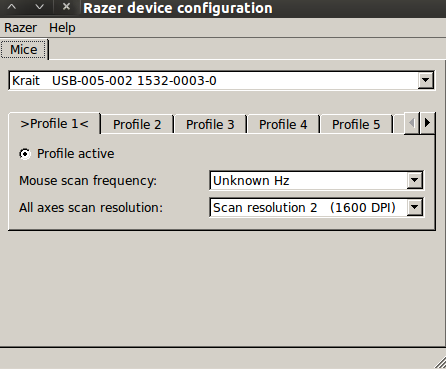 Razer device configuration
Razer Help
Mice
Krait USB-005-002 1532-0003-0
>Profile 1< Profile 2 Profile 3 Profile 4 Profile 5
Profile active
Mouse scan frequency: Unknown Hz
All axes scan resolution: Scan resolution 2 (1600 DPI)